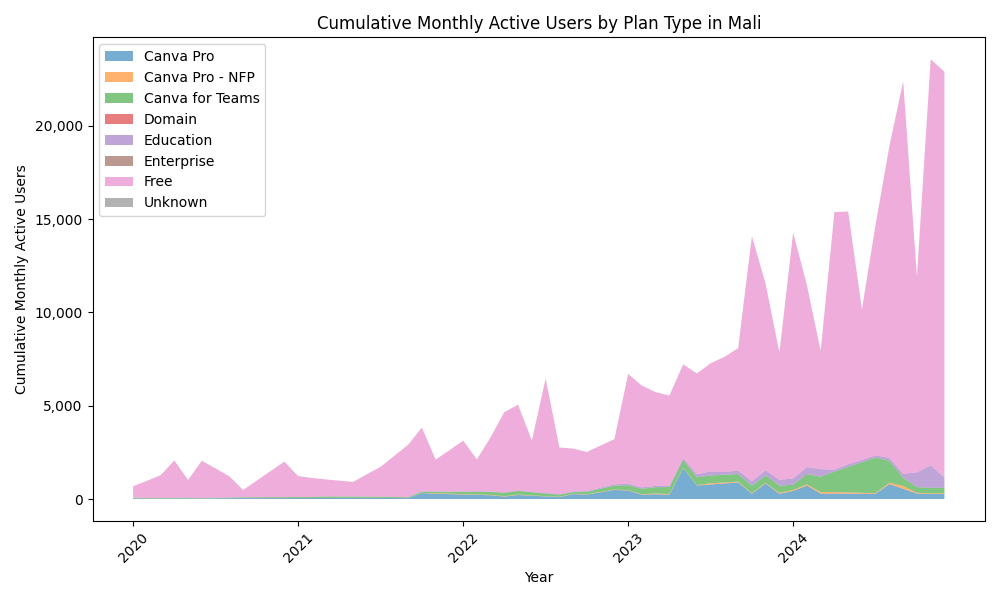 Cumulative Monthly Active Users by Plan Type in Mali
Canva Pro
Canva Pro - NFP
Canva for Teams
Domain
Education
Enterprise
Free
Unknown
20,000
15,000
10,000
5,000
0
Cumulative Monthly Active Users
2020
2021
2022
2023
2024
Year